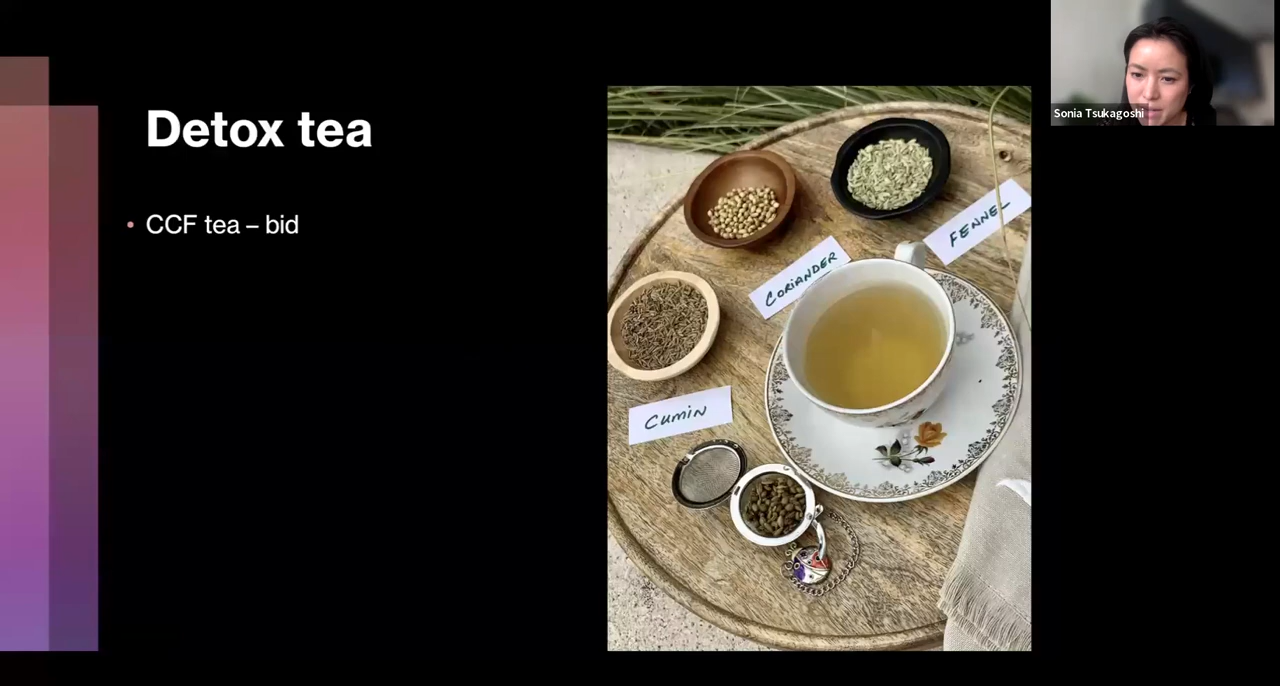 Detox tea
• CCF tea – bid
FENNEL
CORIANDER
CUMIN
Sonia Tsukagoshi